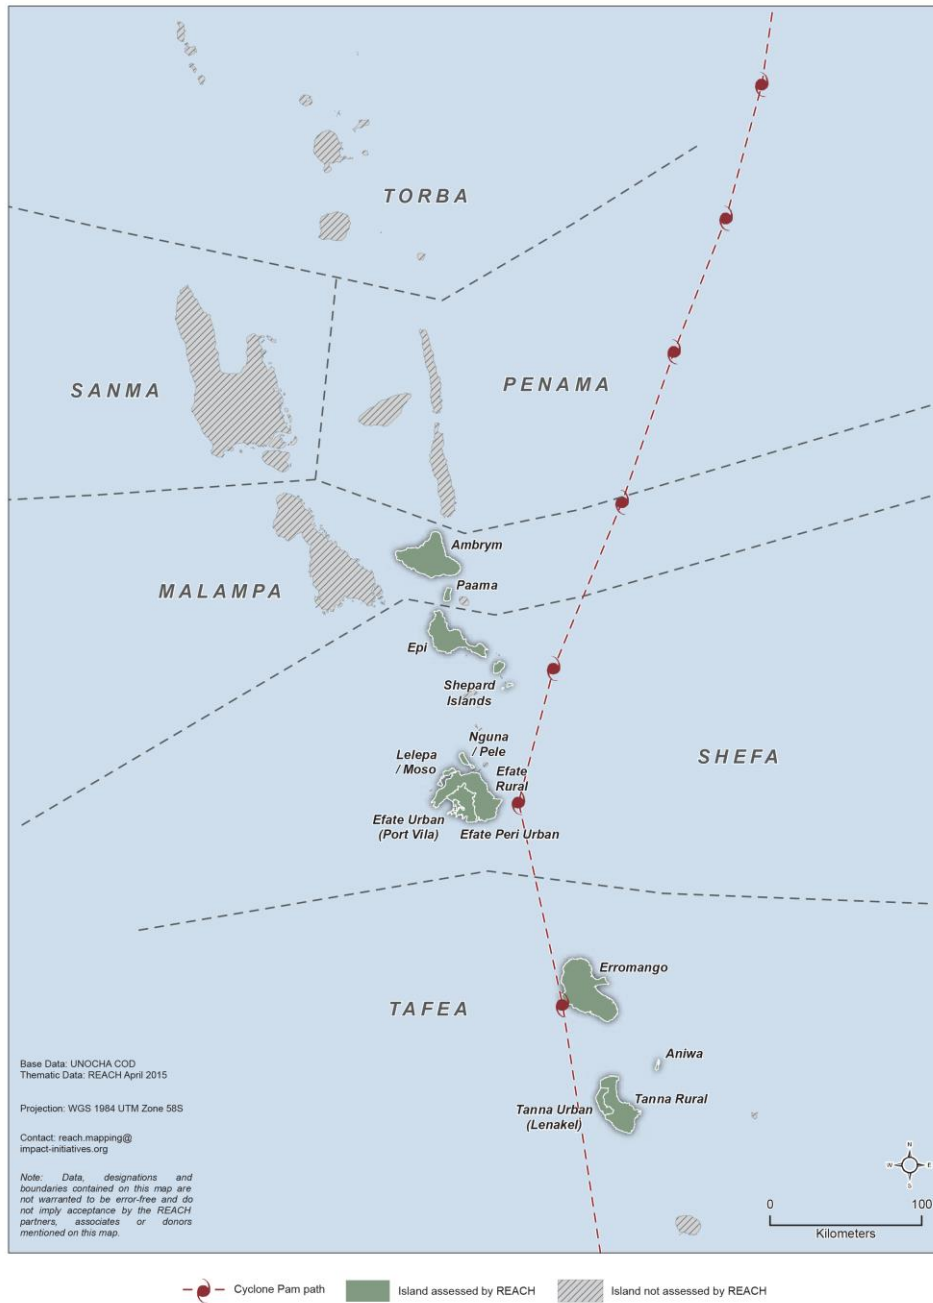 TORBA
SANMA
PENAMA
Ambrym
Paama
MALAMPA
Epi
Shepard
Islands
Nguna
/ Pele
Lelepa
/ Moso
Efate
Rural
SHEFA
Efate Urban
(Port Vila)
Efate Peri Urban
Erromango
TAFEA
Aniwa
Tanna Rural
Tanna Urban
(Lenakel)
Base Data: UNOCHA COD
Thematic Data: REACH April 2015
Projection: WGS 1984 UTM Zone 58S
Contact: reach.mapping@
impact-initiatives.org
Note: Data, designations and
boundaries contained on this map are
not warranted to be error-free and do
not imply acceptance by the REACH
partners, associates or donors
mentioned on this map.
N
W E
S
0 100
Kilometers
Cyclone Pam path
Island assessed by REACH
Island not assessed by REACH